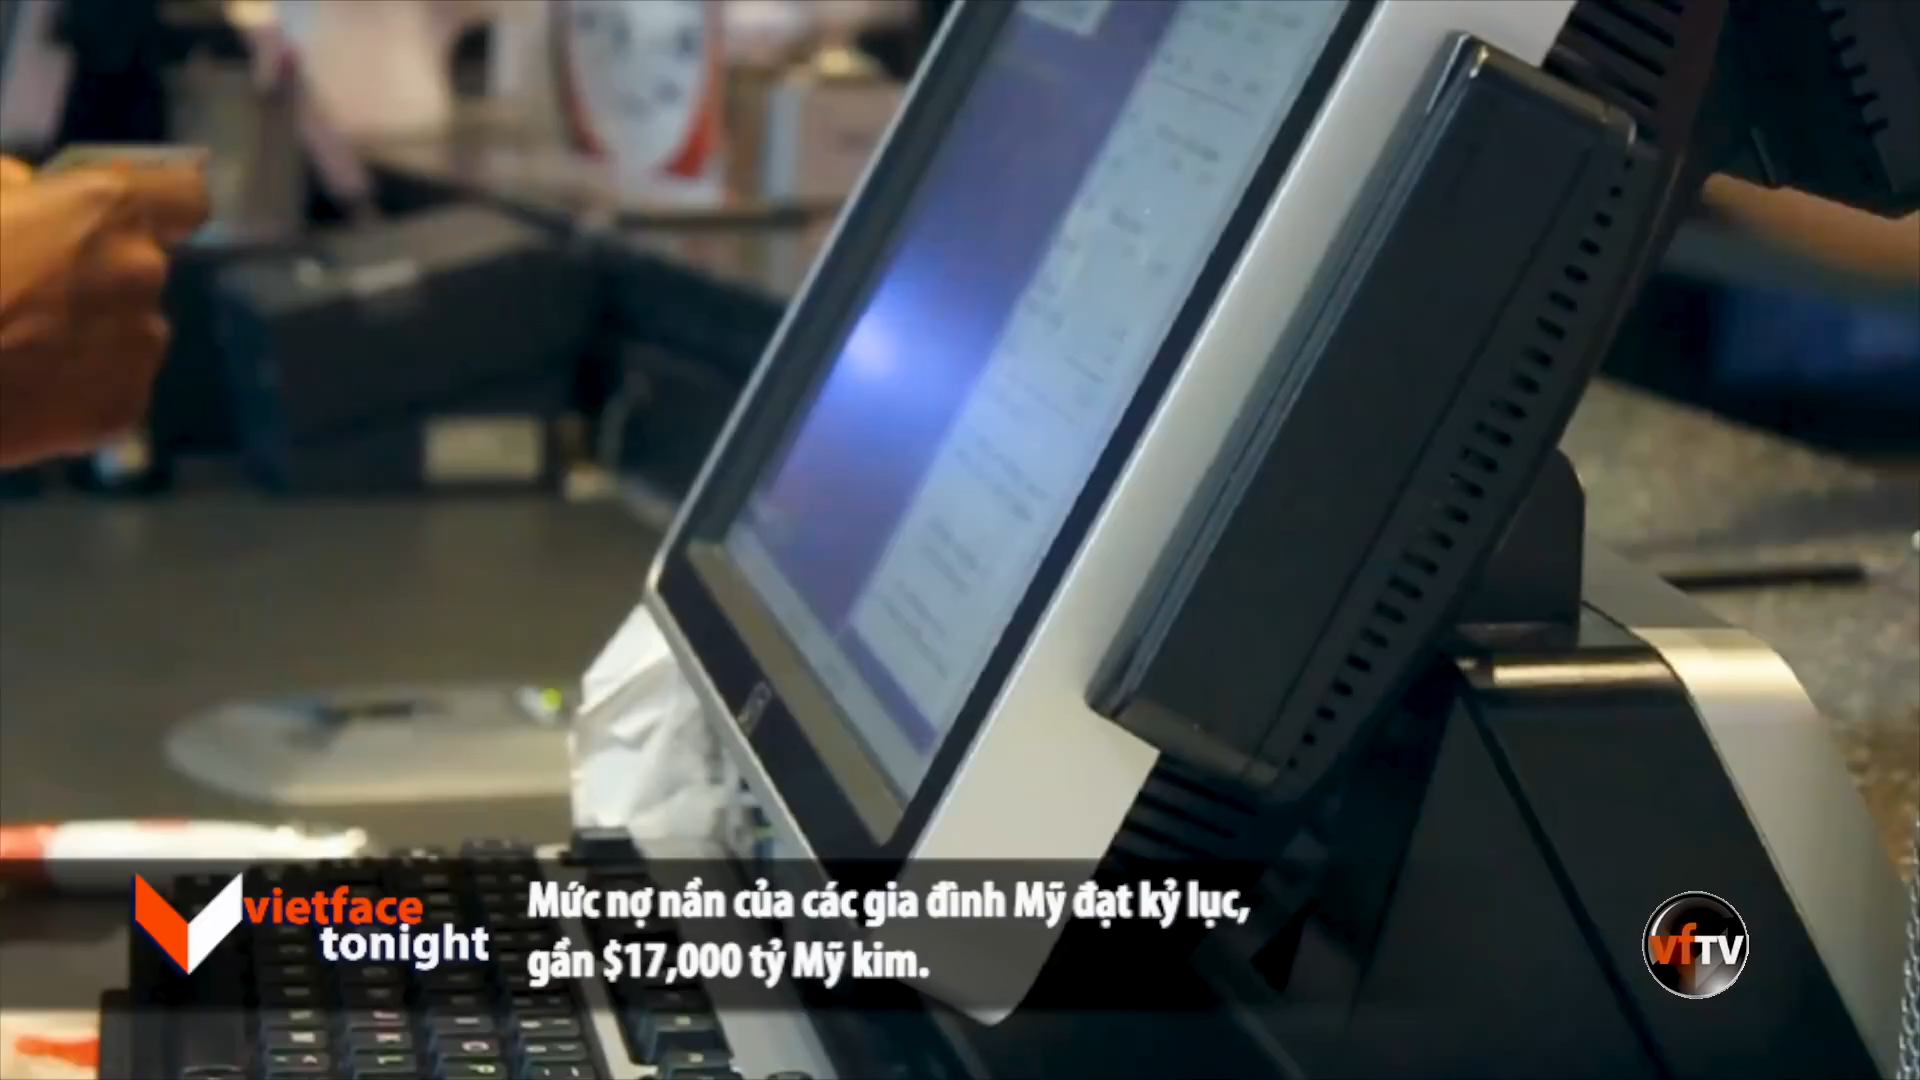 vietface
tonight
Mức nợ nần của các gia đình Mỹ đạt kỷ lục,
gần $17,000 tỷ Mỹ kim.
vfTV